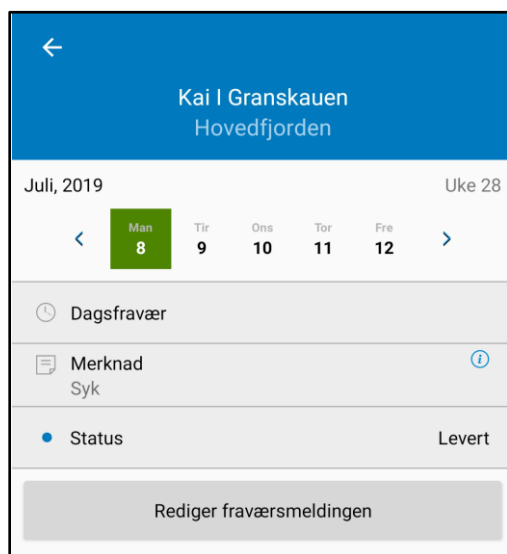 Kai I Granskauen
Hovedfjorden
Juli, 2019 Uke 28
Man Tir Ons Tor Fre
8 9 10 11 12
Dagsfravær
Merknad
Syk
Status Levert
Rediger fraværsmeldingen